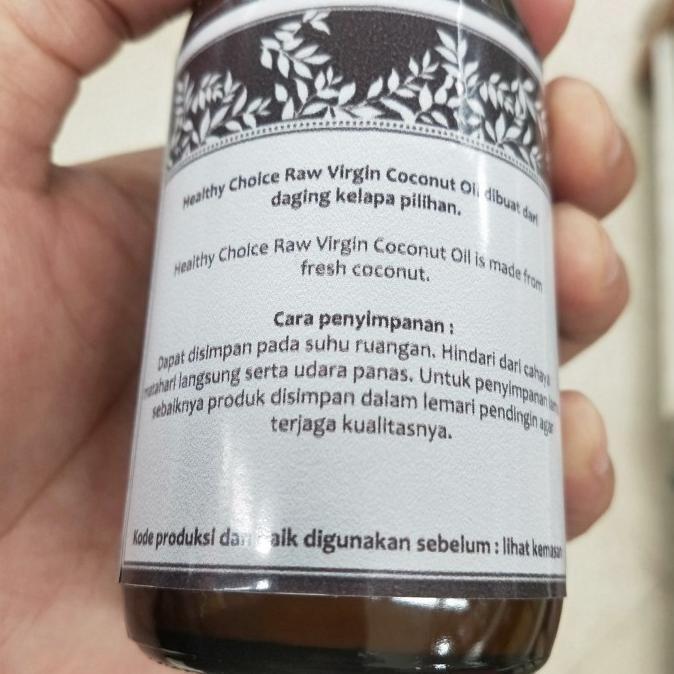 Healthy Choice Raw Virgin Coconut Oil dibuat dari
daging kelapa pilihan.
Healthy Choice Raw Virgin Coconut Oil is made from
fresh coconut.
Cara penyimpanan :
Dapat disimpan pada suhu ruangan. Hindari dari cahaya
matahari langsung serta udara panas. Untuk penyimpanan
sebaiknya produk disimpan dalam lemari pendingin agar
terjaga kualitasnya.
Kode produksi dan baik digunakan sebelum : lihat kemasan